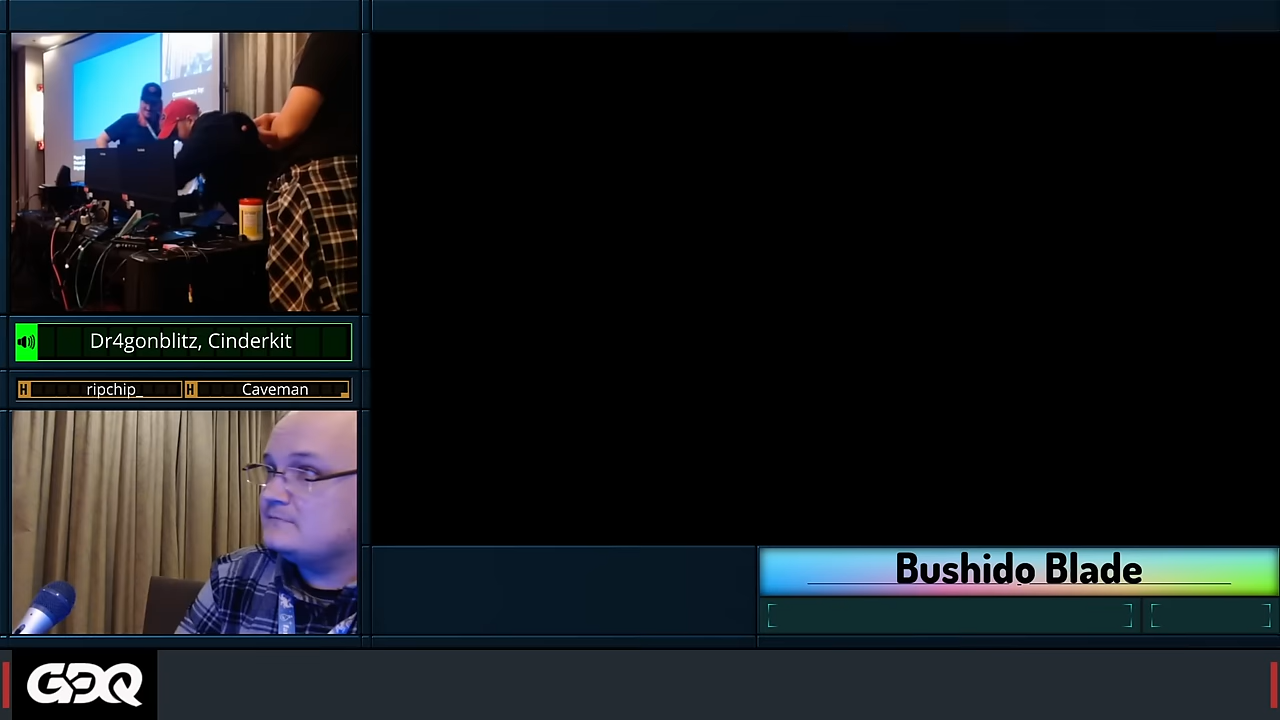 Dr4gonblitz, Cinderkit
H ripchip_ H Caveman
Bushido Blade
GDQ